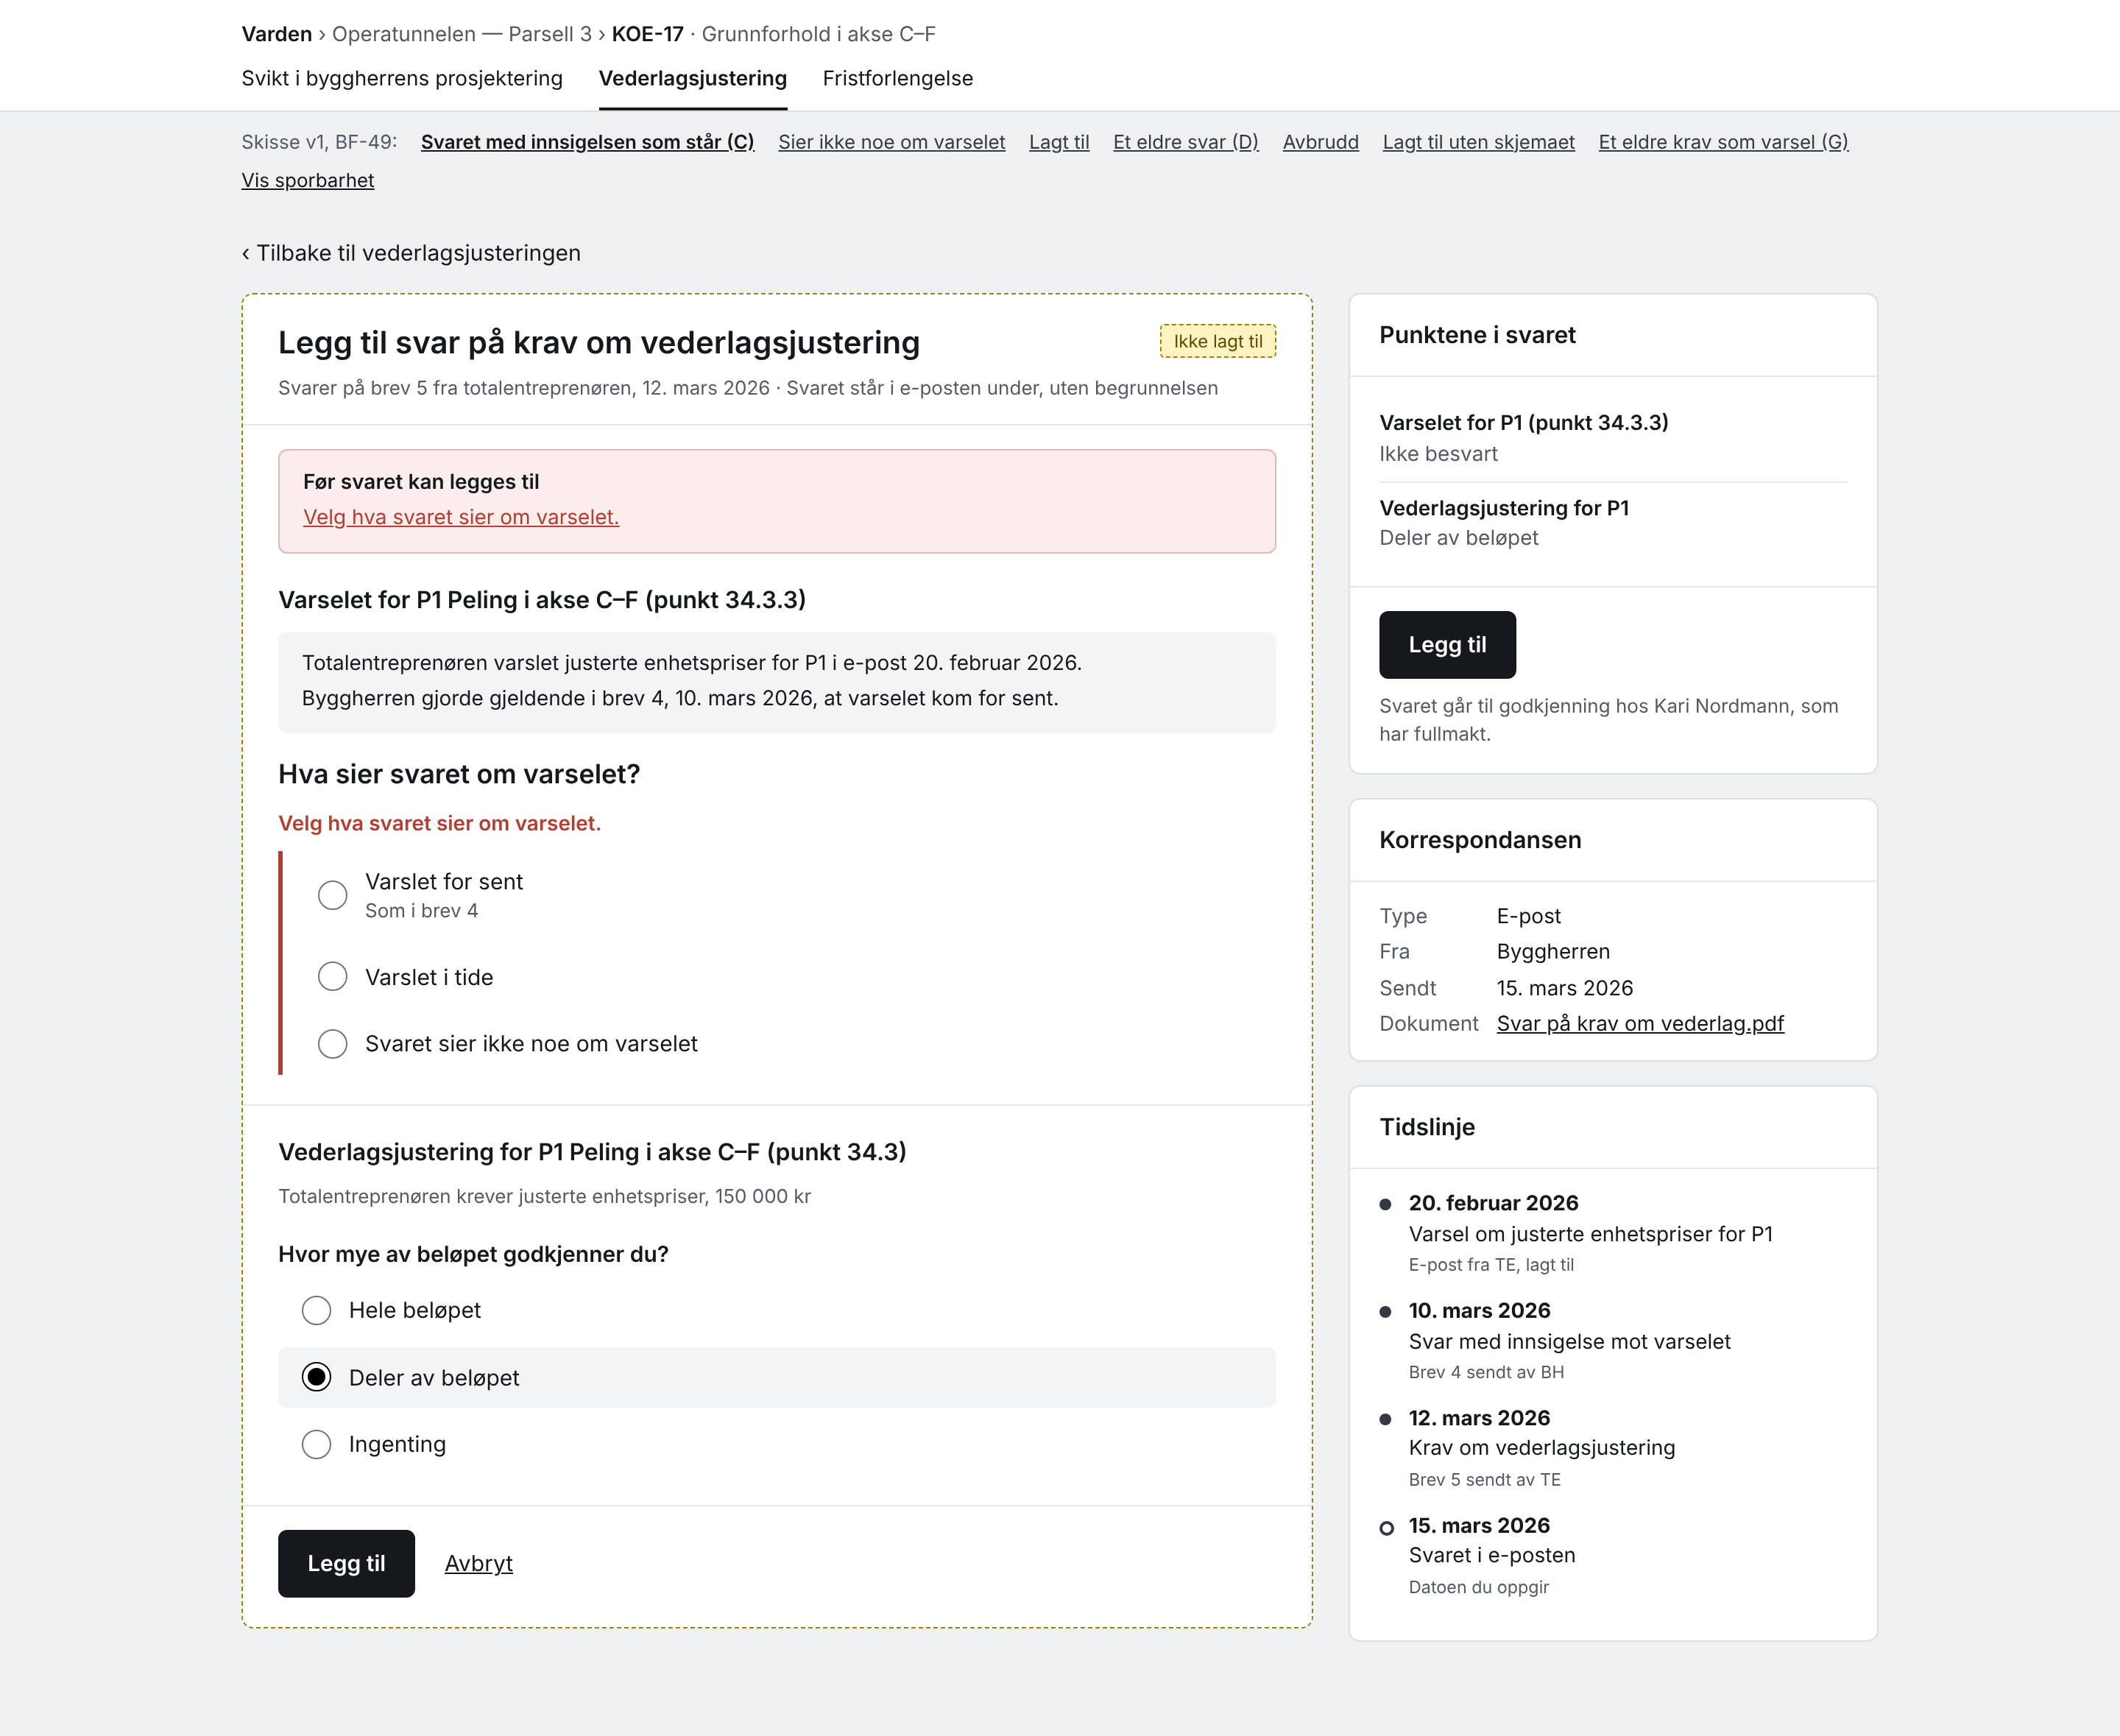 Varden › Operatunnelen — Parsell 3 › KOE-17 · Grunnforhold i akse C–F
Svikt i byggherrens prosjektering Vederlagsjustering Fristforlengelse
Skisse v1, BF-49: Svaret med innsigelsen som står (C) Sier ikke noe om varselet Lagt til Et eldre svar (D) Avbrudd Lagt til uten skjemaet Et eldre krav som varsel (G)
Vis sporbarhet
‹ Tilbake til vederlagsjusteringen
Legg til svar på krav om vederlagsjustering
Ikke lagt til
Svarer på brev 5 fra totalentreprenøren, 12. mars 2026 · Svaret står i e-posten under, uten begrunnelsen
Før svaret kan legges til
Velg hva svaret sier om varselet.
Varselet for P1 Peling i akse C–F (punkt 34.3.3)
Totalentreprenøren varslet justerte enhetspriser for P1 i e-post 20. februar 2026.
Byggherren gjorde gjeldende i brev 4, 10. mars 2026, at varselet kom for sent.
Hva sier svaret om varselet?
Velg hva svaret sier om varselet.
Varslet for sent
Som i brev 4
Varslet i tide
Svaret sier ikke noe om varselet
Vederlagsjustering for P1 Peling i akse C–F (punkt 34.3)
Totalentreprenøren krever justerte enhetspriser, 150 000 kr
Hvor mye av beløpet godkjenner du?
Hele beløpet
Deler av beløpet
Ingenting
Legg til Avbryt
Punktene i svaret
Varselet for P1 (punkt 34.3.3)
Ikke besvart
Vederlagsjustering for P1
Deler av beløpet
Legg til
Svaret går til godkjenning hos Kari Nordmann, som
har fullmakt.
Korrespondansen
Type E-post
Fra Byggherren
Sendt 15. mars 2026
Dokument Svar på krav om vederlag.pdf
Tidslinje
20. februar 2026
Varsel om justerte enhetspriser for P1
E-post fra TE, lagt til
10. mars 2026
Svar med innsigelse mot varselet
Brev 4 sendt av BH
12. mars 2026
Krav om vederlagsjustering
Brev 5 sendt av TE
15. mars 2026
Svaret i e-posten
Datoen du oppgir